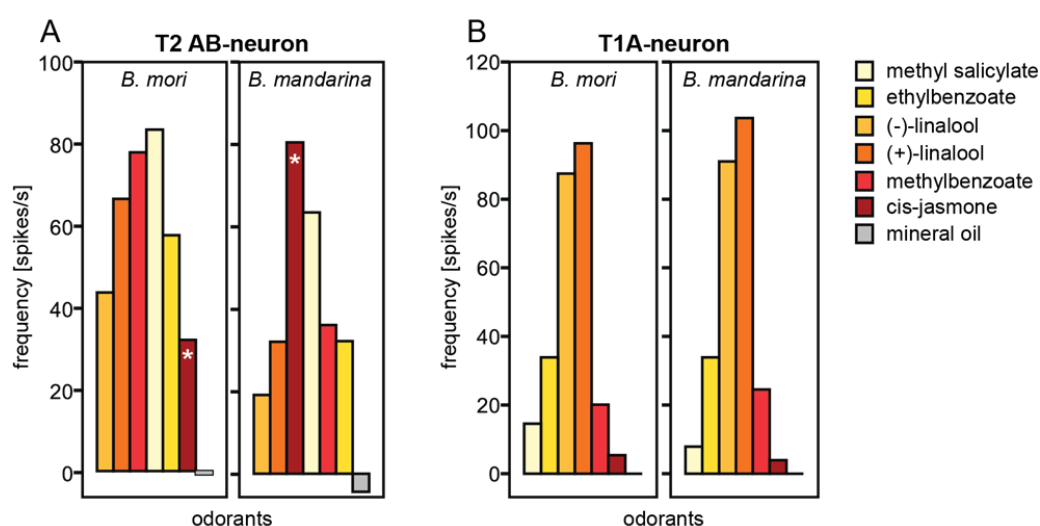 A
T2 AB-neuron
B. mori
B. mandarina
100
80
60
40
20
0
frequency [spikes/s]
*
*
odorants
B
T1A-neuron
B. mori
B. mandarina
120
100
80
60
40
20
0
frequency [spikes/s]
odorants
methyl salicylate
ethylbenzoate
(-)-linalool
(+)-linalool
methylbenzoate
cis-jasmone
mineral oil